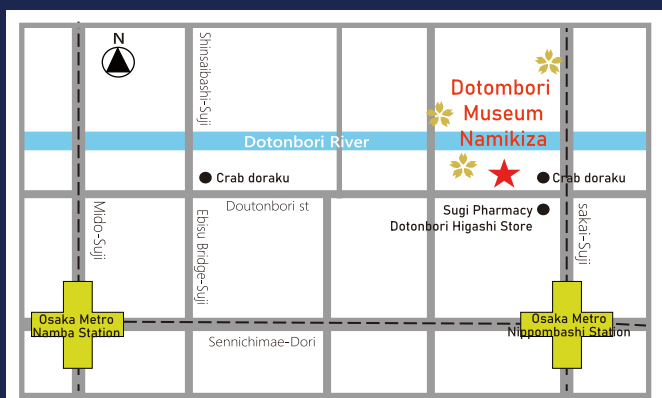 N
Shinsaibashi-Suji
Dotombori
Museum
Namikiza
Dotonbori River
Crab doraku
Crab doraku
Mido-Suji
Ebisu Bridge-Suji
Doutonbori st
Sugi Pharmacy
Dotonbori Higashi Store
sakai-Suji
Osaka Metro
Namba Station
Osaka Metro
Nippombashi Station
Sennichimae-Dori